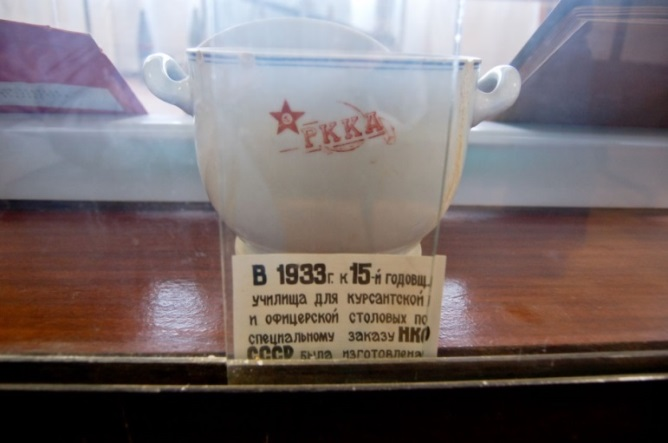 РККА
В 1933г. к 15-й годовщ
училища для курсантской
и офицерской столовых по
специальному заказу НКО
СССР была изготовлена